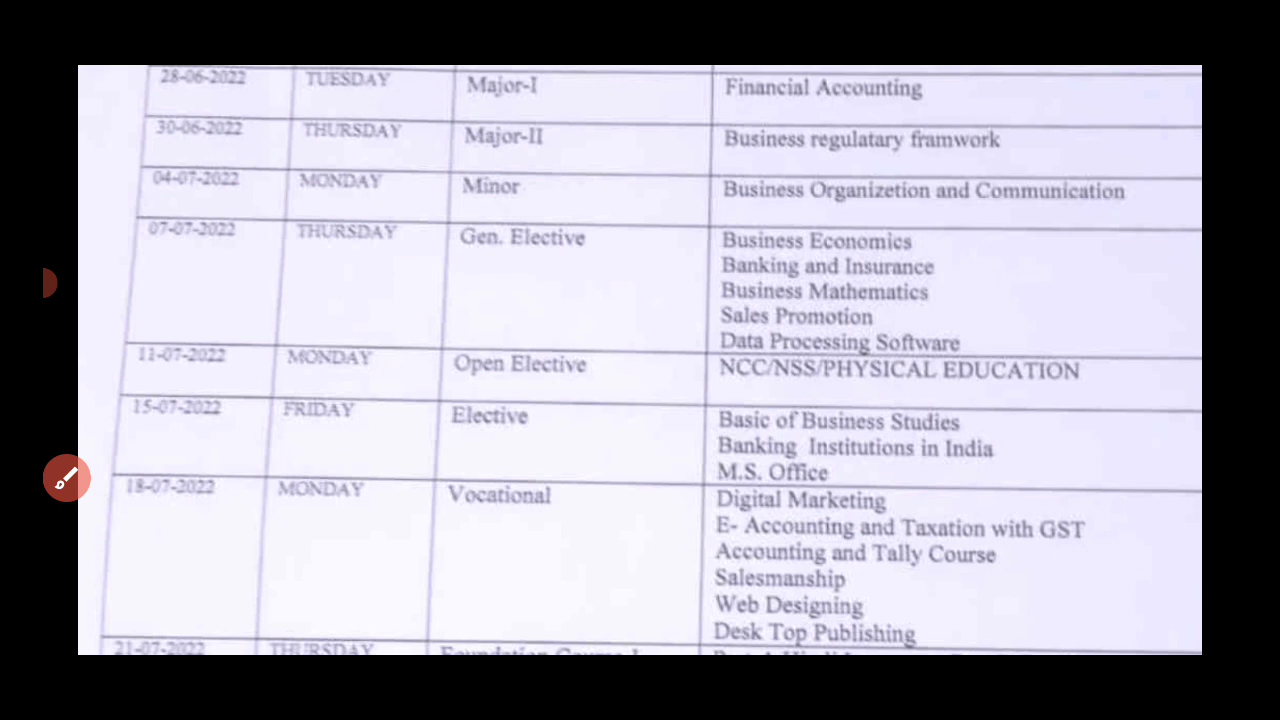 28-06-2022 TUESDAY Major-I Financial Accounting
30-06-2022 THURSDAY Major-II Business regulatary framwork
04-07-2022 MONDAY Minor Business Organizetion and Communication
07-07-2022 THURSDAY Gen. Elective Business Economics
Banking and Insurance
Business Mathematics
Sales Promotion
Data Processing Software
11-07-2022 MONDAY Open Elective NCC/NSS/PHYSICAL EDUCATION
15-07-2022 FRIDAY Elective Basic of Business Studies
Banking Institutions in India
M.S. Office
18-07-2022 MONDAY Vocational Digital Marketing
E- Accounting and Taxation with GST
Accounting and Tally Course
Salesmanship
Web Designing
Desk Top Publishing
21-07-2022 THURSDAY